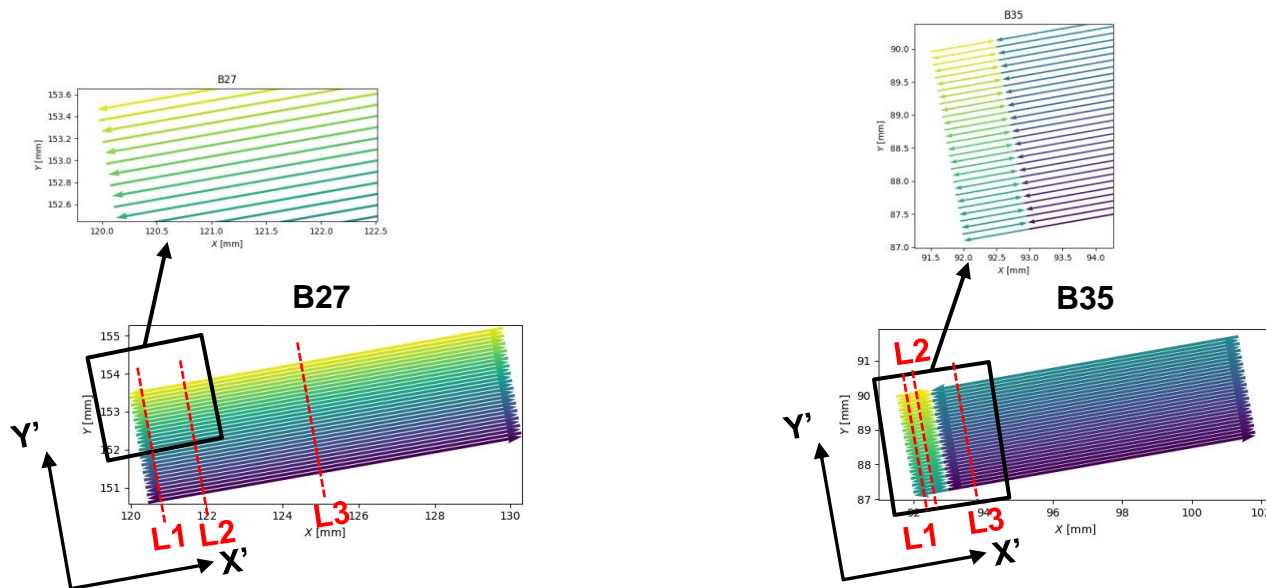 B27
153.6
153.4
153.2
153.0
152.8
152.6
Y [mm]
120.0 120.5 121.0 121.5 122.0 122.5
X [mm]
B35
90.0
89.5
89.0
88.5
88.0
87.5
87.0
Y [mm]
91.5 92.0 92.5 93.0 93.5 94.0
X [mm]
B27
155
154
153
152
151
Y [mm]
120 122 124 126 128 130
X [mm]
L1
L2
L3
Y'
X'
B35
91
90
89
88
87
Y [mm]
92 94 96 98 100
X [mm]
L2
L1
L3
Y'
X'